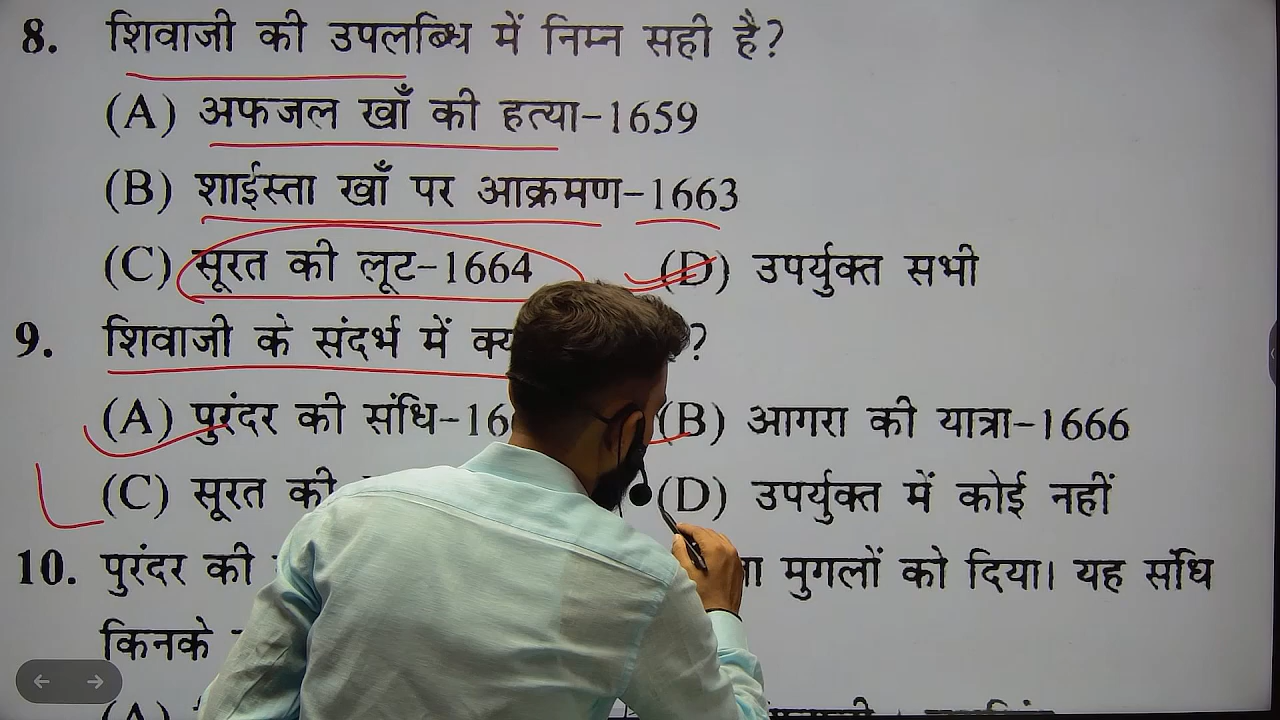 8. शिवाजी की उपलब्धि में निम्न सही है?
(A) अफजल खाँ की हत्या-1659
(B) शाईस्ता खाँ पर आक्रमण-1663
(C) सूरत की लूट-1664 (D) उपर्युक्त सभी
9. शिवाजी के संदर्भ में ?
(A) पुरंदर की संधि- (B) आगरा की यात्रा-1666
(C) सूरत की (D) उपर्युक्त में कोई नहीं
10. पुरंदर की मुगलों को दिया। यह संधि
किनके
(A)